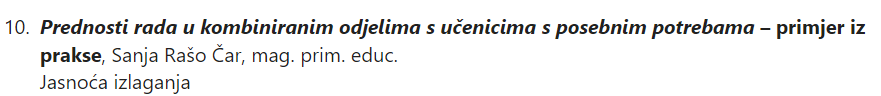 10. Prednosti rada u kombiniranim odjelima s učenicima s posebnim potrebama – primjer iz
prakse, Sanja Rašo Čar, mag. prim. educ.
Jasnoća izlaganja